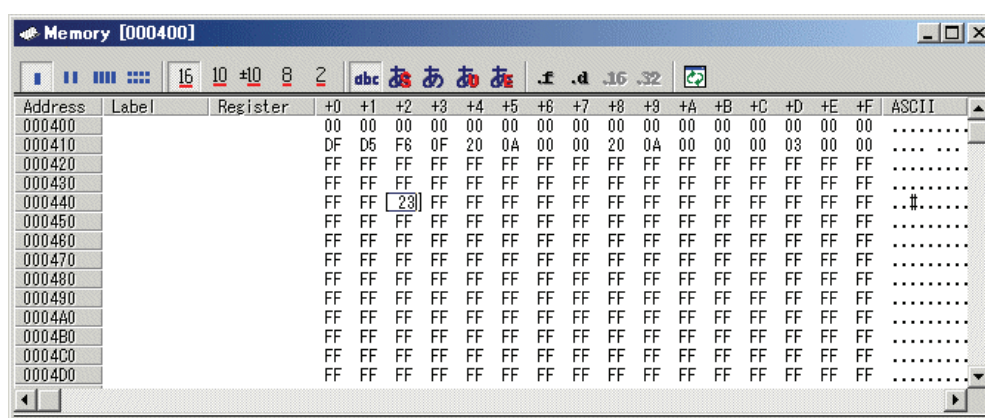 Memory [000400]
16 10 ±10 8 2 abc あS あ あJ あE .f .d .16 .32
Address Label Register +0 +1 +2 +3 +4 +5 +6 +7 +8 +9 +A +B +C +D +E +F ASCII
000400 00 00 00 00 00 00 00 00 00 00 00 00 00 00 00 00 .........
000410 DF D5 F6 0F 20 0A 00 00 20 0A 00 00 00 03 00 00 .... ...
000420 FF FF FF FF FF FF FF FF FF FF FF FF FF FF FF FF .........
000430 FF FF FF FF FF FF FF FF FF FF FF FF FF FF FF FF .........
000440 FF FF 23 FF FF FF FF FF FF FF FF FF FF FF FF FF ..#......
000450 FF FF FF FF FF FF FF FF FF FF FF FF FF FF FF FF .........
000460 FF FF FF FF FF FF FF FF FF FF FF FF FF FF FF FF .........
000470 FF FF FF FF FF FF FF FF FF FF FF FF FF FF FF FF .........
000480 FF FF FF FF FF FF FF FF FF FF FF FF FF FF FF FF .........
000490 FF FF FF FF FF FF FF FF FF FF FF FF FF FF FF FF .........
0004A0 FF FF FF FF FF FF FF FF FF FF FF FF FF FF FF FF .........
0004B0 FF FF FF FF FF FF FF FF FF FF FF FF FF FF FF FF .........
0004C0 FF FF FF FF FF FF FF FF FF FF FF FF FF FF FF FF .........
0004D0 FF FF FF FF FF FF FF FF FF FF FF FF FF FF FF FF .........